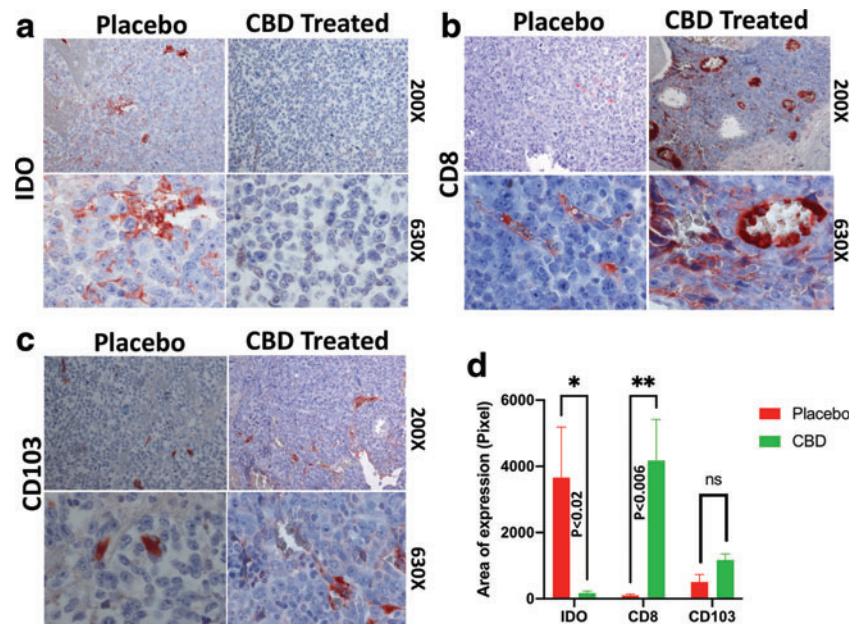 a
Placebo CBD Treated
IDO
200X
630X
b
Placebo CBD Treated
CD8
200X
630X
c
Placebo CBD Treated
CD103
200X
630X
d
Area of expression (Pixel)
6000
4000
2000
0
*
P<0.02
**
P<0.006
ns
IDO CD8 CD103
Placebo
CBD